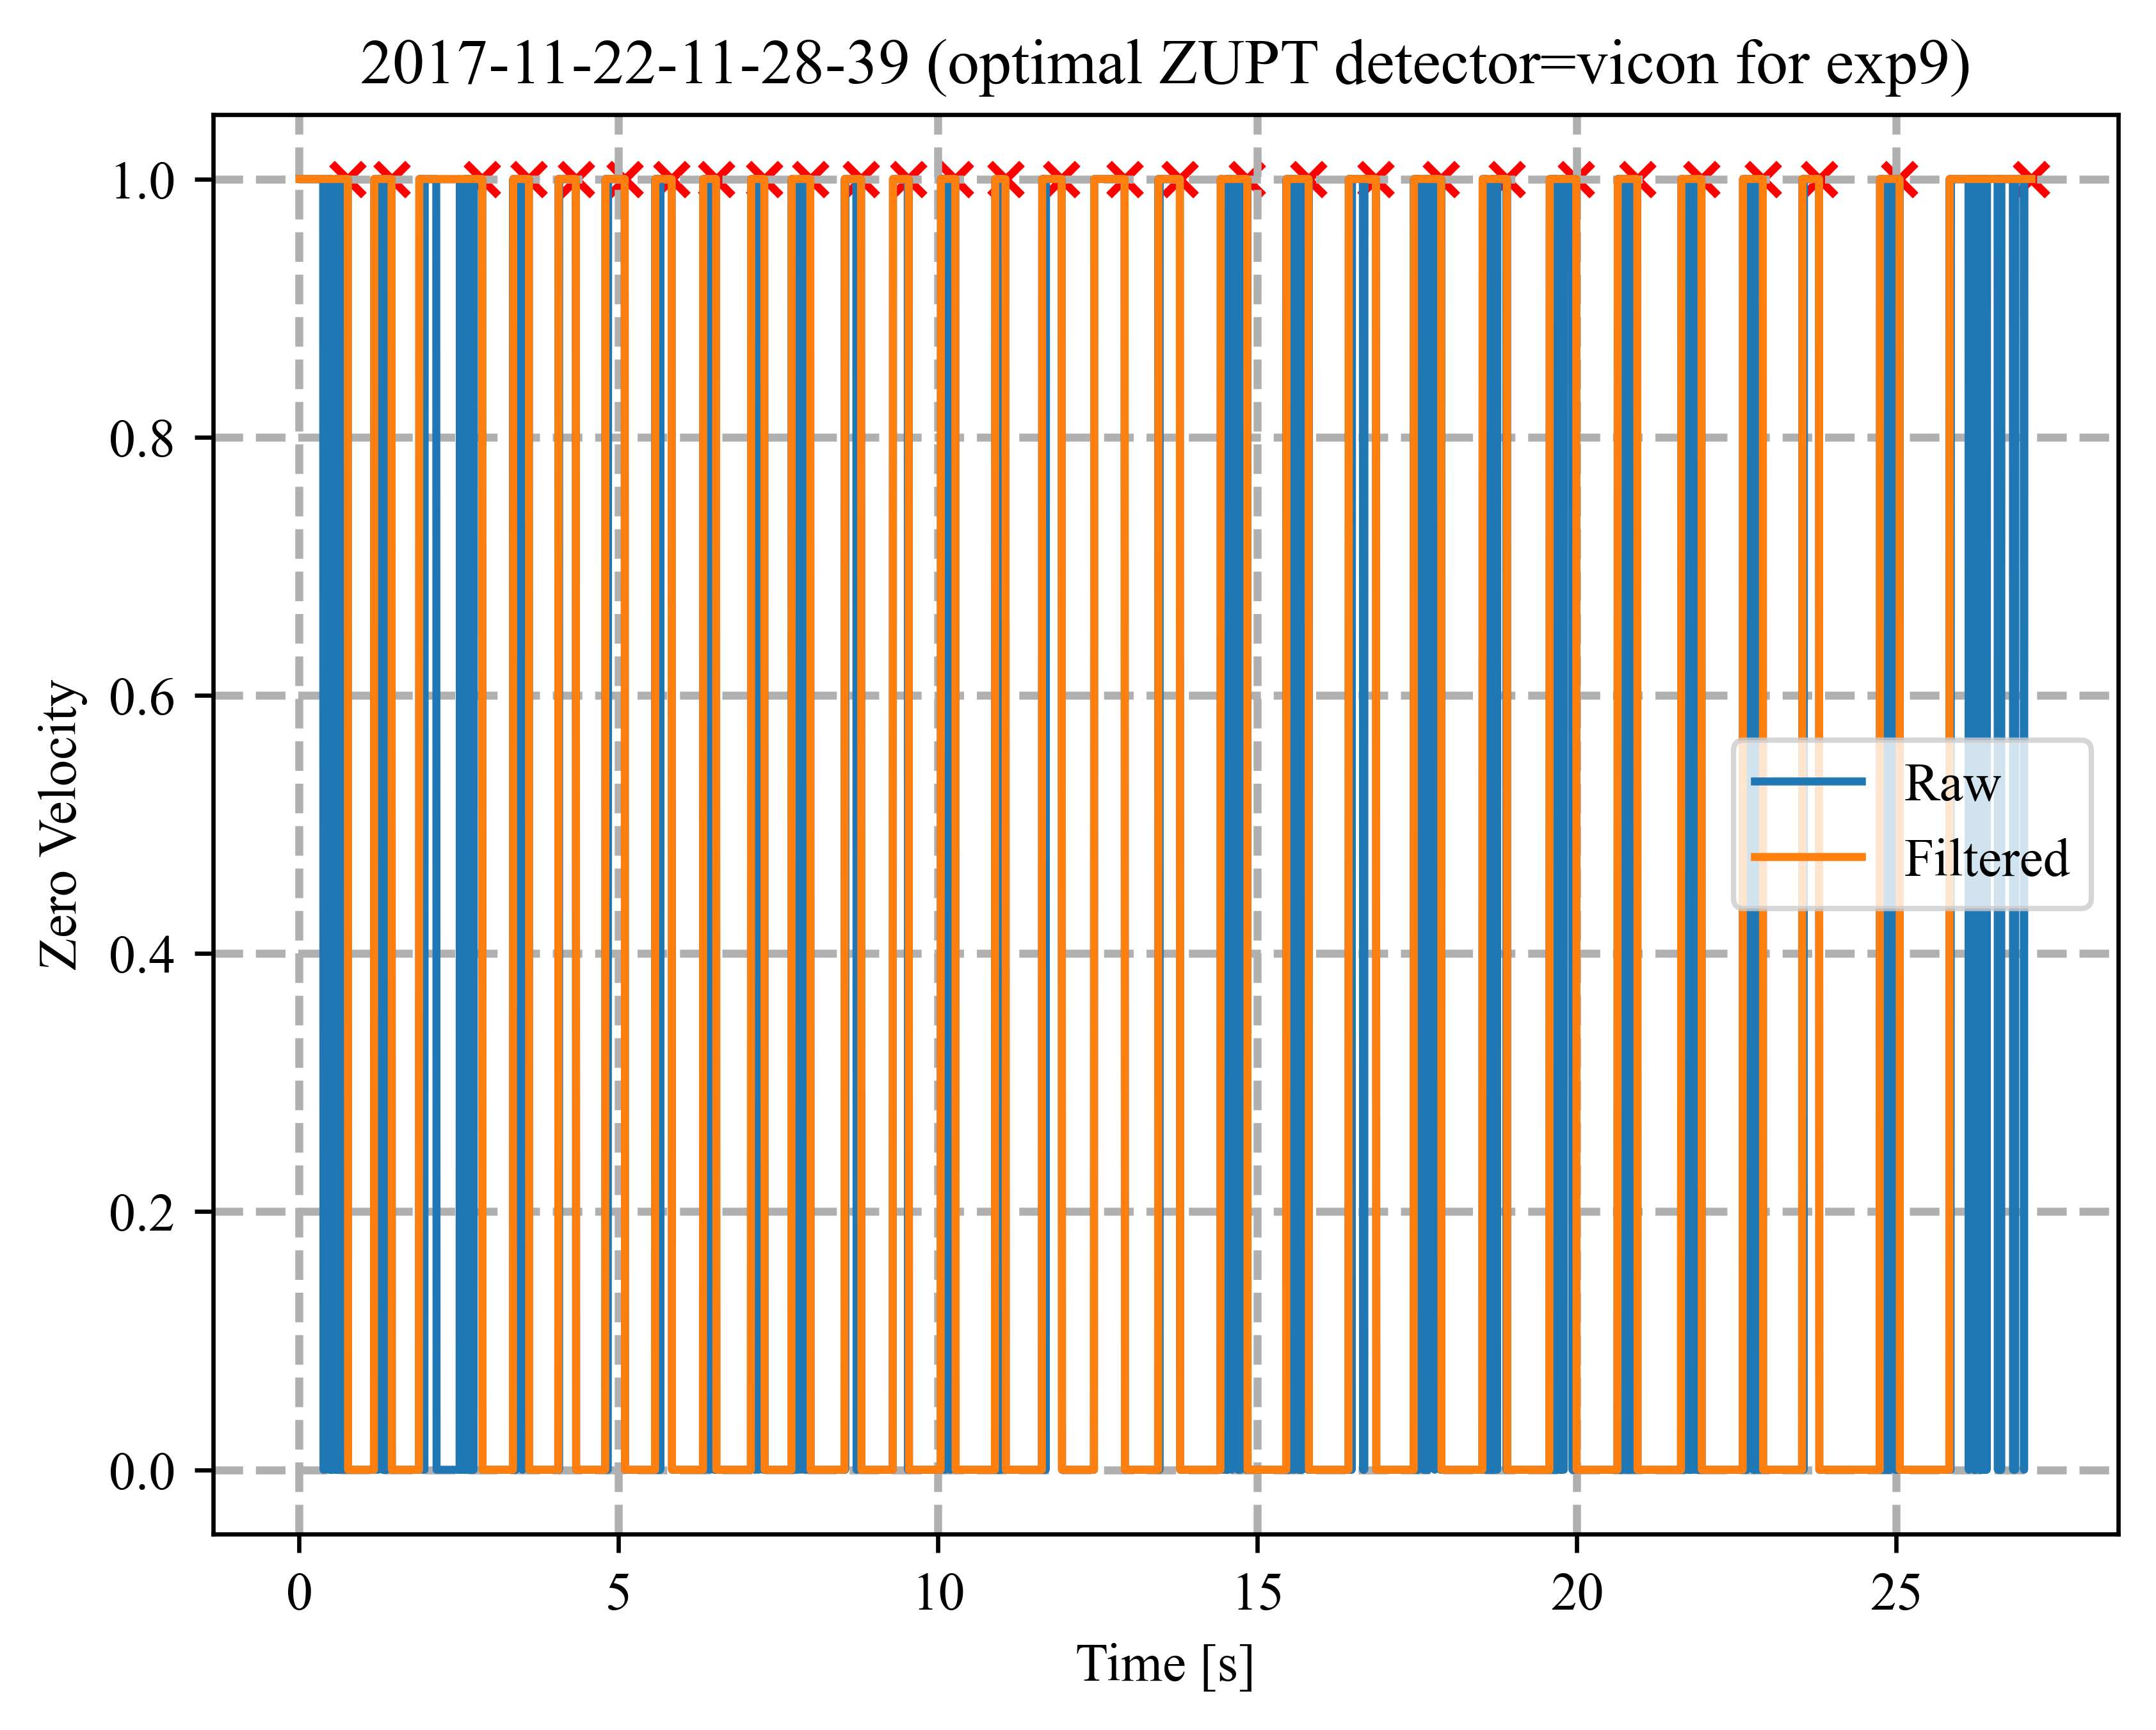 2017-11-22-11-28-39 (optimal ZUPT detector=vicon for exp9)
1.0
0.8
0.6
0.4
0.2
0.0
Zero Velocity
Raw
Filtered
0 5 10 15 20 25
Time [s]